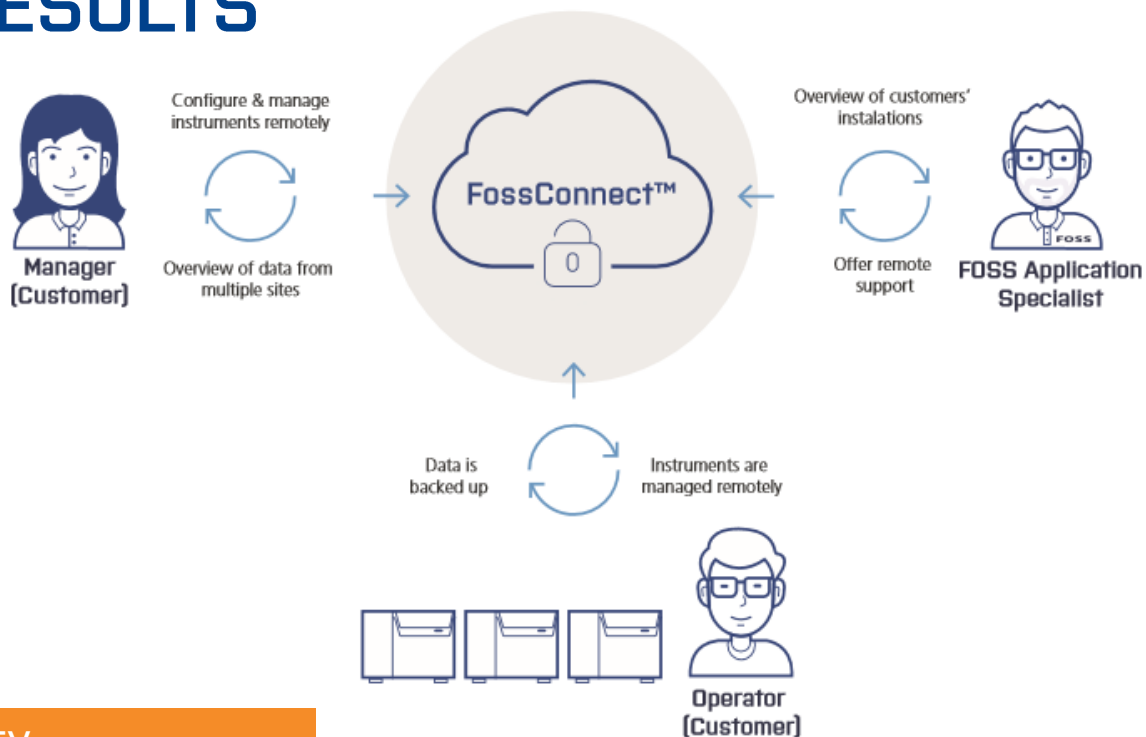 ESULTS
Configure & manage
instruments remotely
Overview of data from
multiple sites
Manager
(Customer)
FossConnect™
0
Overview of customers'
instalations
Offer remote
support
FOSS
FOSS Application
Specialist
Data is
backed up
Instruments are
managed remotely
Operator
(Customer)